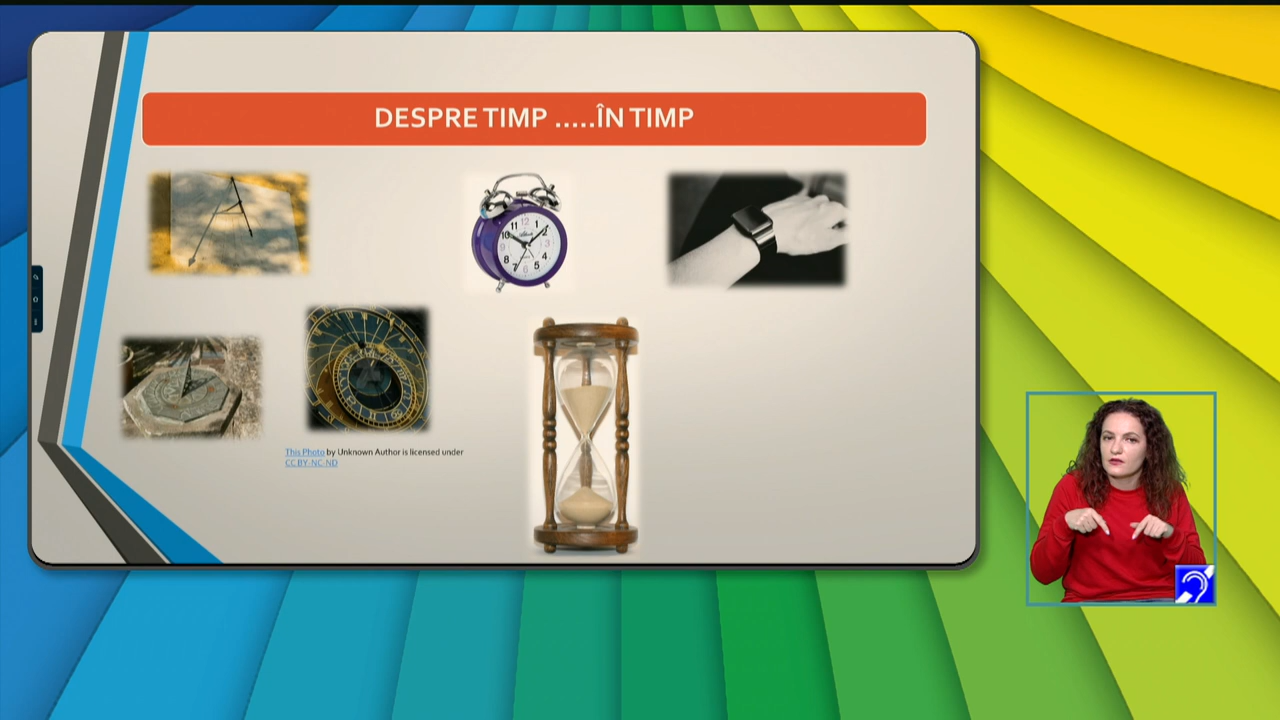 DESPRE TIMP .....ÎN TIMP
This Photo by Unknown Author is licensed under
CC BY-NC-ND